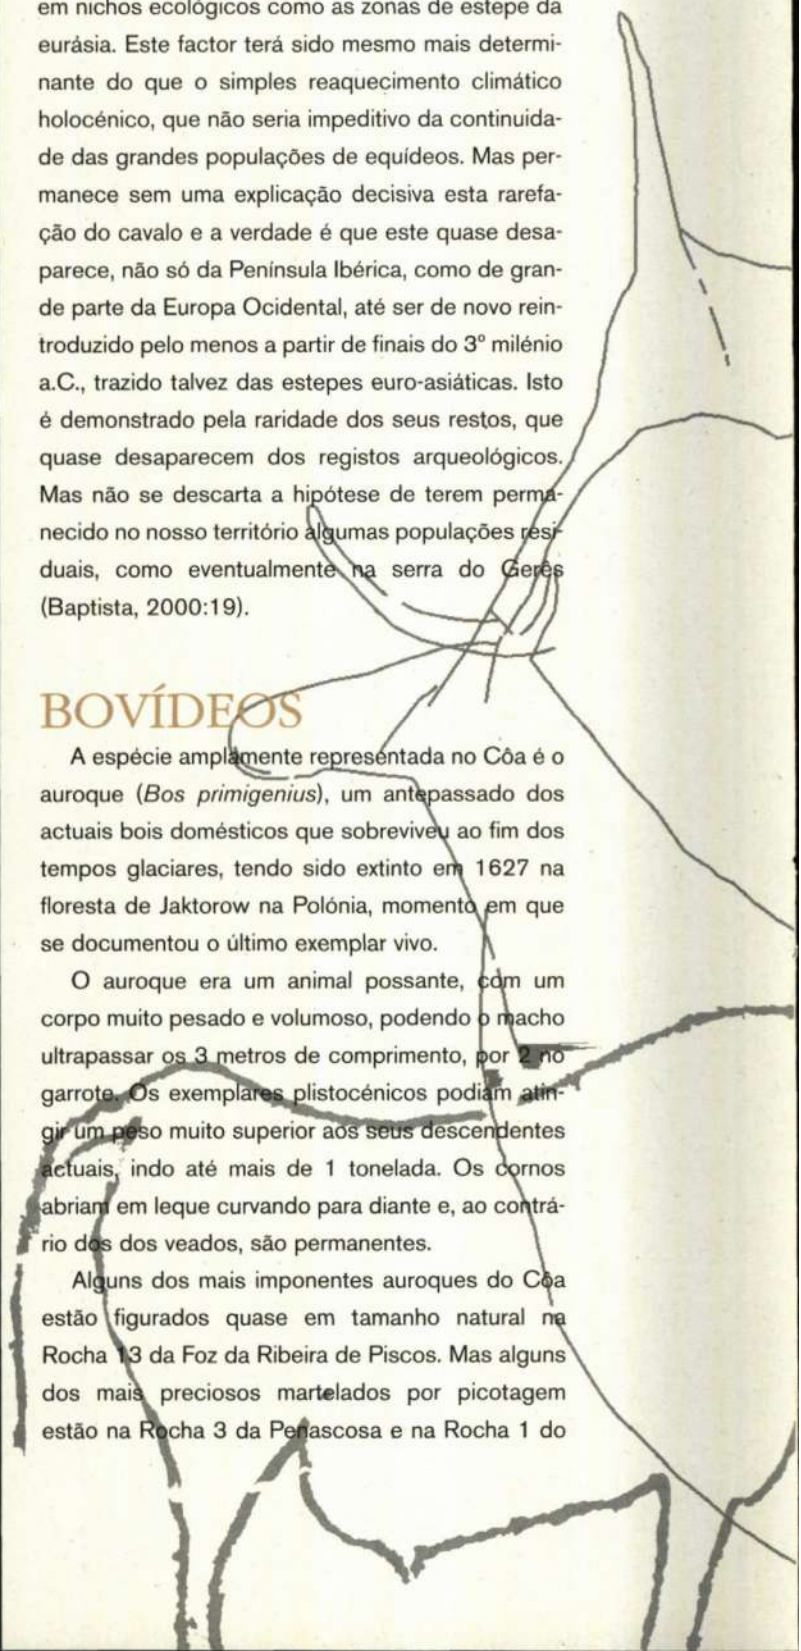 em nichos ecológicos como as zonas de estepe da
eurásia. Este factor terá sido mesmo mais determi-
nante do que o simples reaquecimento climático
holocénico, que não seria impeditivo da continuida-
de das grandes populações de equídeos. Mas per-
manece sem uma explicação decisiva esta rarefa-
ção do cavalo e a verdade é que este quase desa-
parece, não só da Península Ibérica, como de gran-
de parte da Europa Ocidental, até ser de novo rein-
troduzido pelo menos a partir de finais do 3º milénio
a.C., trazido talvez das estepes euro-asiáticas. Isto
é demonstrado pela raridade dos seus restos, que
quase desaparecem dos registos arqueológicos.
Mas não se descarta a hipótese de terem perma-
necido no nosso território algumas populações resi-
duais, como eventualmente na serra do Gerês
(Baptista, 2000:19).
BOVÍDEOS
A espécie amplamente representada no Côa é o
auroque (Bos primigenius), um antepassado dos
actuais bois domésticos que sobreviveu ao fim dos
tempos glaciares, tendo sido extinto em 1627 na
floresta de Jaktorow na Polónia, momento em que
se documentou o último exemplar vivo.
O auroque era um animal possante, com um
corpo muito pesado e volumoso, podendo o macho
ultrapassar os 3 metros de comprimento, por 2 no
garrote. Os exemplares plistocénicos podiam atin-
gir um peso muito superior aos seus descendentes
actuais, indo até mais de 1 tonelada. Os cornos
abriam em leque curvando para diante e, ao contrá-
rio dos dos veados, são permanentes.
Alguns dos mais imponentes auroques do Côa
estão figurados quase em tamanho natural na
Rocha 13 da Foz da Ribeira de Piscos. Mas alguns
dos mais preciosos martelados por picotagem
estão na Rocha 3 da Penascosa e na Rocha 1 do